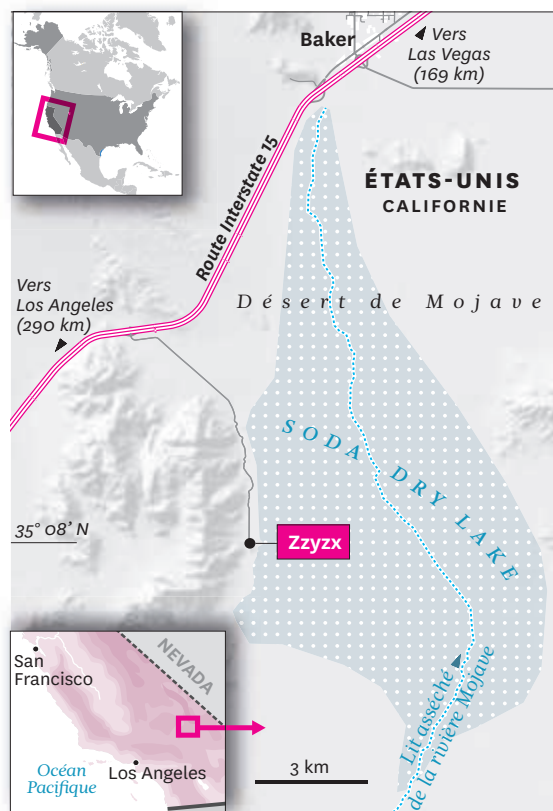 Baker
Vers
Las Vegas
(169 km)
Route Interstate 15
ÉTATS-UNIS
CALIFORNIE
Vers
Los Angeles
(290 km)
Désert de Mojave
SODA DRY LAKE
35° 08’ N
Zzyzx
Lit asséché
de la rivière Mojave
San
Francisco
NEVADA
Océan
Pacifique
Los Angeles
3 km